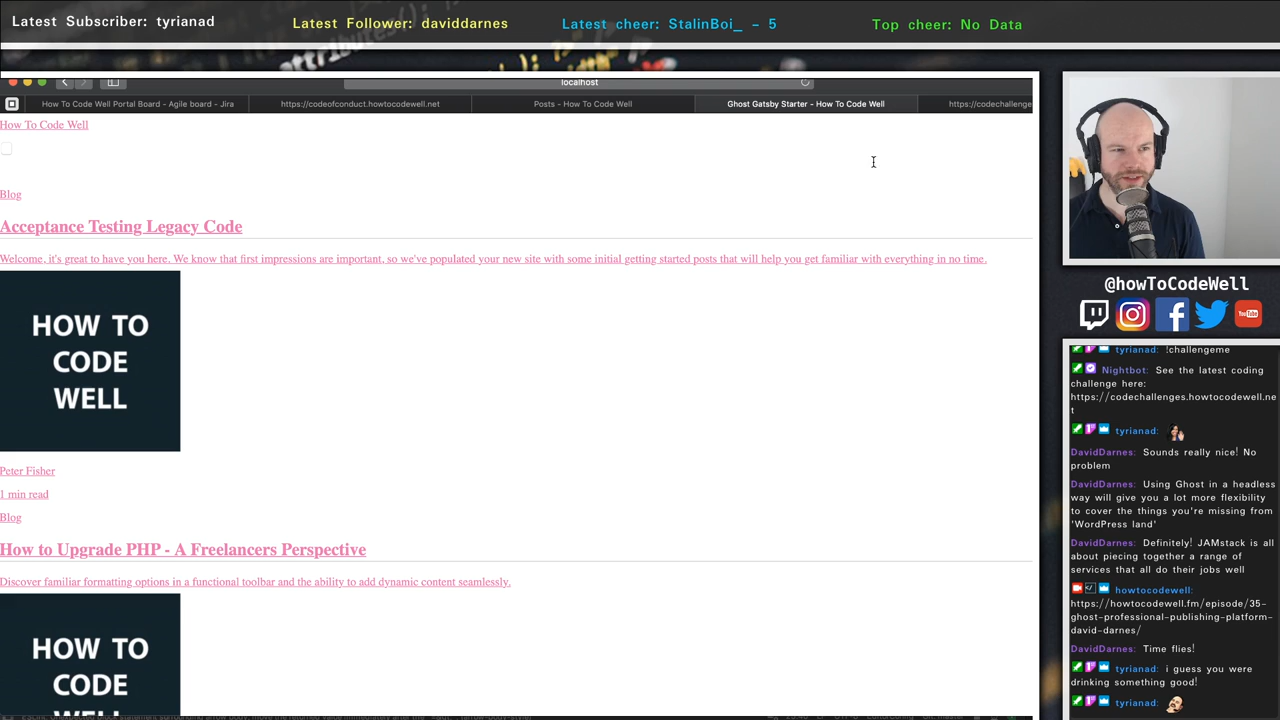 Latest Subscriber: tyrianad
Latest Follower: daviddarnes
Latest cheer: StalinBoi_ - 5
Top cheer: No Data
localhost
How To Code Well Portal Board - Agile board - Jira
https://codeofconduct.howtocodewell.net
Posts - How To Code Well
Ghost Gatsby Starter - How To Code Well
https://codechallenge
How To Code Well
Blog
Acceptance Testing Legacy Code
Welcome, it's great to have you here. We know that first impressions are important, so we've populated your new site with some initial getting started posts that will help you get familiar with everything in no time.
HOW TO
CODE
WELL
Peter Fisher
1 min read
Blog
How to Upgrade PHP - A Freelancers Perspective
Discover familiar formatting options in a functional toolbar and the ability to add dynamic content seamlessly.
HOW TO
CODE
@howToCodeWell
You Tube
tyrianad: !challengeme
Nightbot: See the latest coding
challenge here:
https://codechallenges.howtocodewell.ne
t
tyrianad:
DavidDarnes: Sounds really nice! No
problem
DavidDarnes: Using Ghost in a headless
way will give you a lot more flexibility
to cover the things you're missing from
'WordPress land'
DavidDarnes: Definitely! JAMstack is all
about piecing together a range of
services that all do their jobs well
howtocodewell:
https://howtocodewell.fm/episode/35-
ghost-professional-publishing-platform-
david-darnes/
DavidDarnes: Time flies!
tyrianad: i guess you were
drinking something good!
tyrianad: